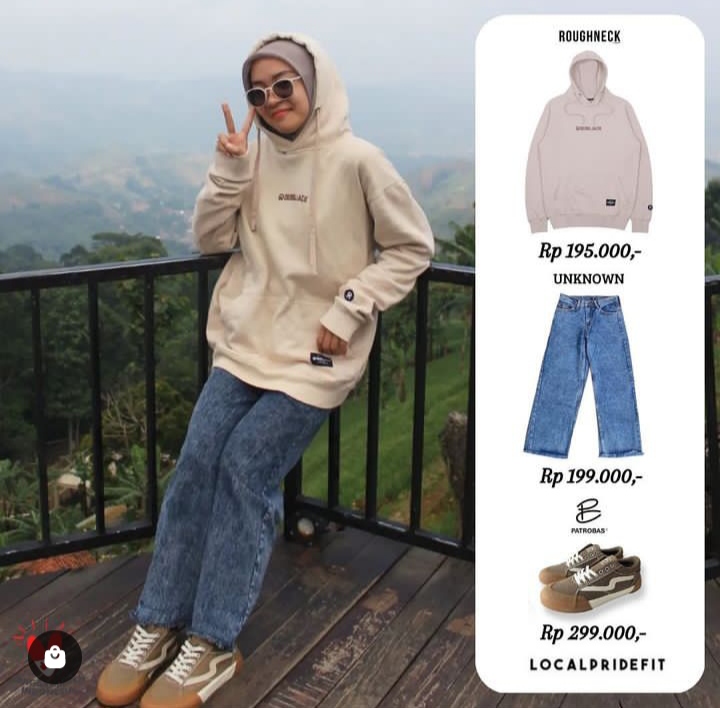 ROUGHNECK
Rp 195.000,-
UNKNOWN
Rp 199.000,-
B
PATROBAS
Rp 299.000,-
LOCALPRIDEFIT